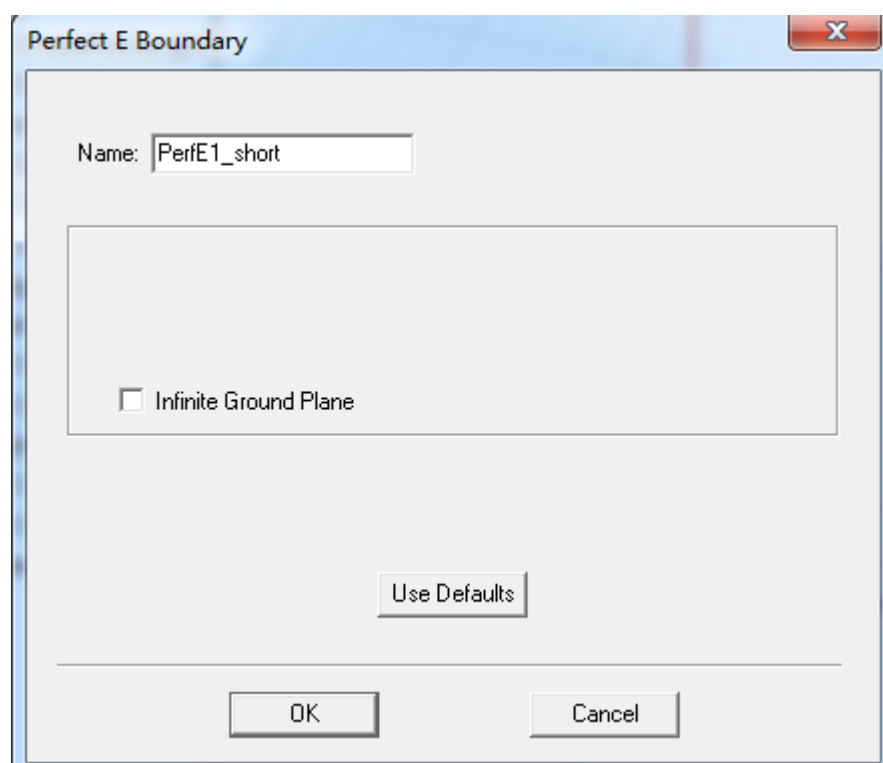 Perfect E Boundary
Name: PerfE1_short
Infinite Ground Plane
Use Defaults
OK Cancel